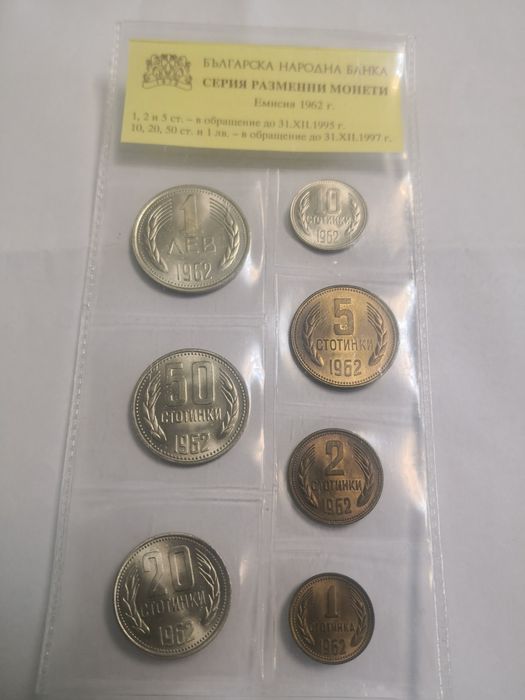 БЪЛГАРСКА НАРОДНА БАНКА
СЕРИЯ РАЗМЕННИ МОНЕТИ
Емисия 1962 г.
1, 2 и 5 ст. – в обращение до 31.XII.1995 г.
10, 20, 50 ст. и 1 лв. – в обращение до 31.XII.1997 г.
1
ЛЕВ
1962
10
СТОТИНКИ
1962
5
СТОТИНКИ
1962
50
СТОТИНКИ
1962
2
СТОТИНКИ
1962
20
СТОТИНКИ
1962
1
СТОТИНКА
1962